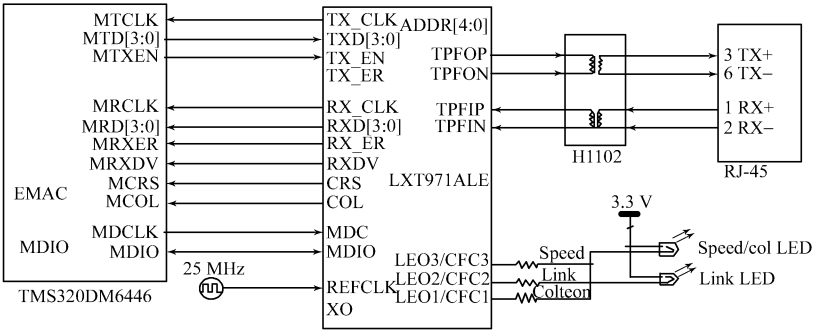 MTCLK
MTD[3:0]
MTXEN
MRCLK
MRD[3:0]
MRXER
MRXDV
MCRS
MCOL
EMAC
MDCLK
MDIO
MDIO
TMS320DM6446
25 MHz
TX_CLK
TXD[3:0]
TX_EN
TX_ER
RX_CLK
RXD[3:0]
RX_ER
RXDV
CRS
COL
MDC
MDIO
REFCLK
XO
ADDR[4:0]
TPFOP
TPFON
TPFIP
TPFIN
LXT971ALE
LEO3/CFC3
LEO2/CFC2
LEO1/CFC1
Speed
Link
Colteon
H1102
3 TX+
6 TX−
1 RX+
2 RX−
RJ-45
3.3 V
Speed/col LED
Link LED